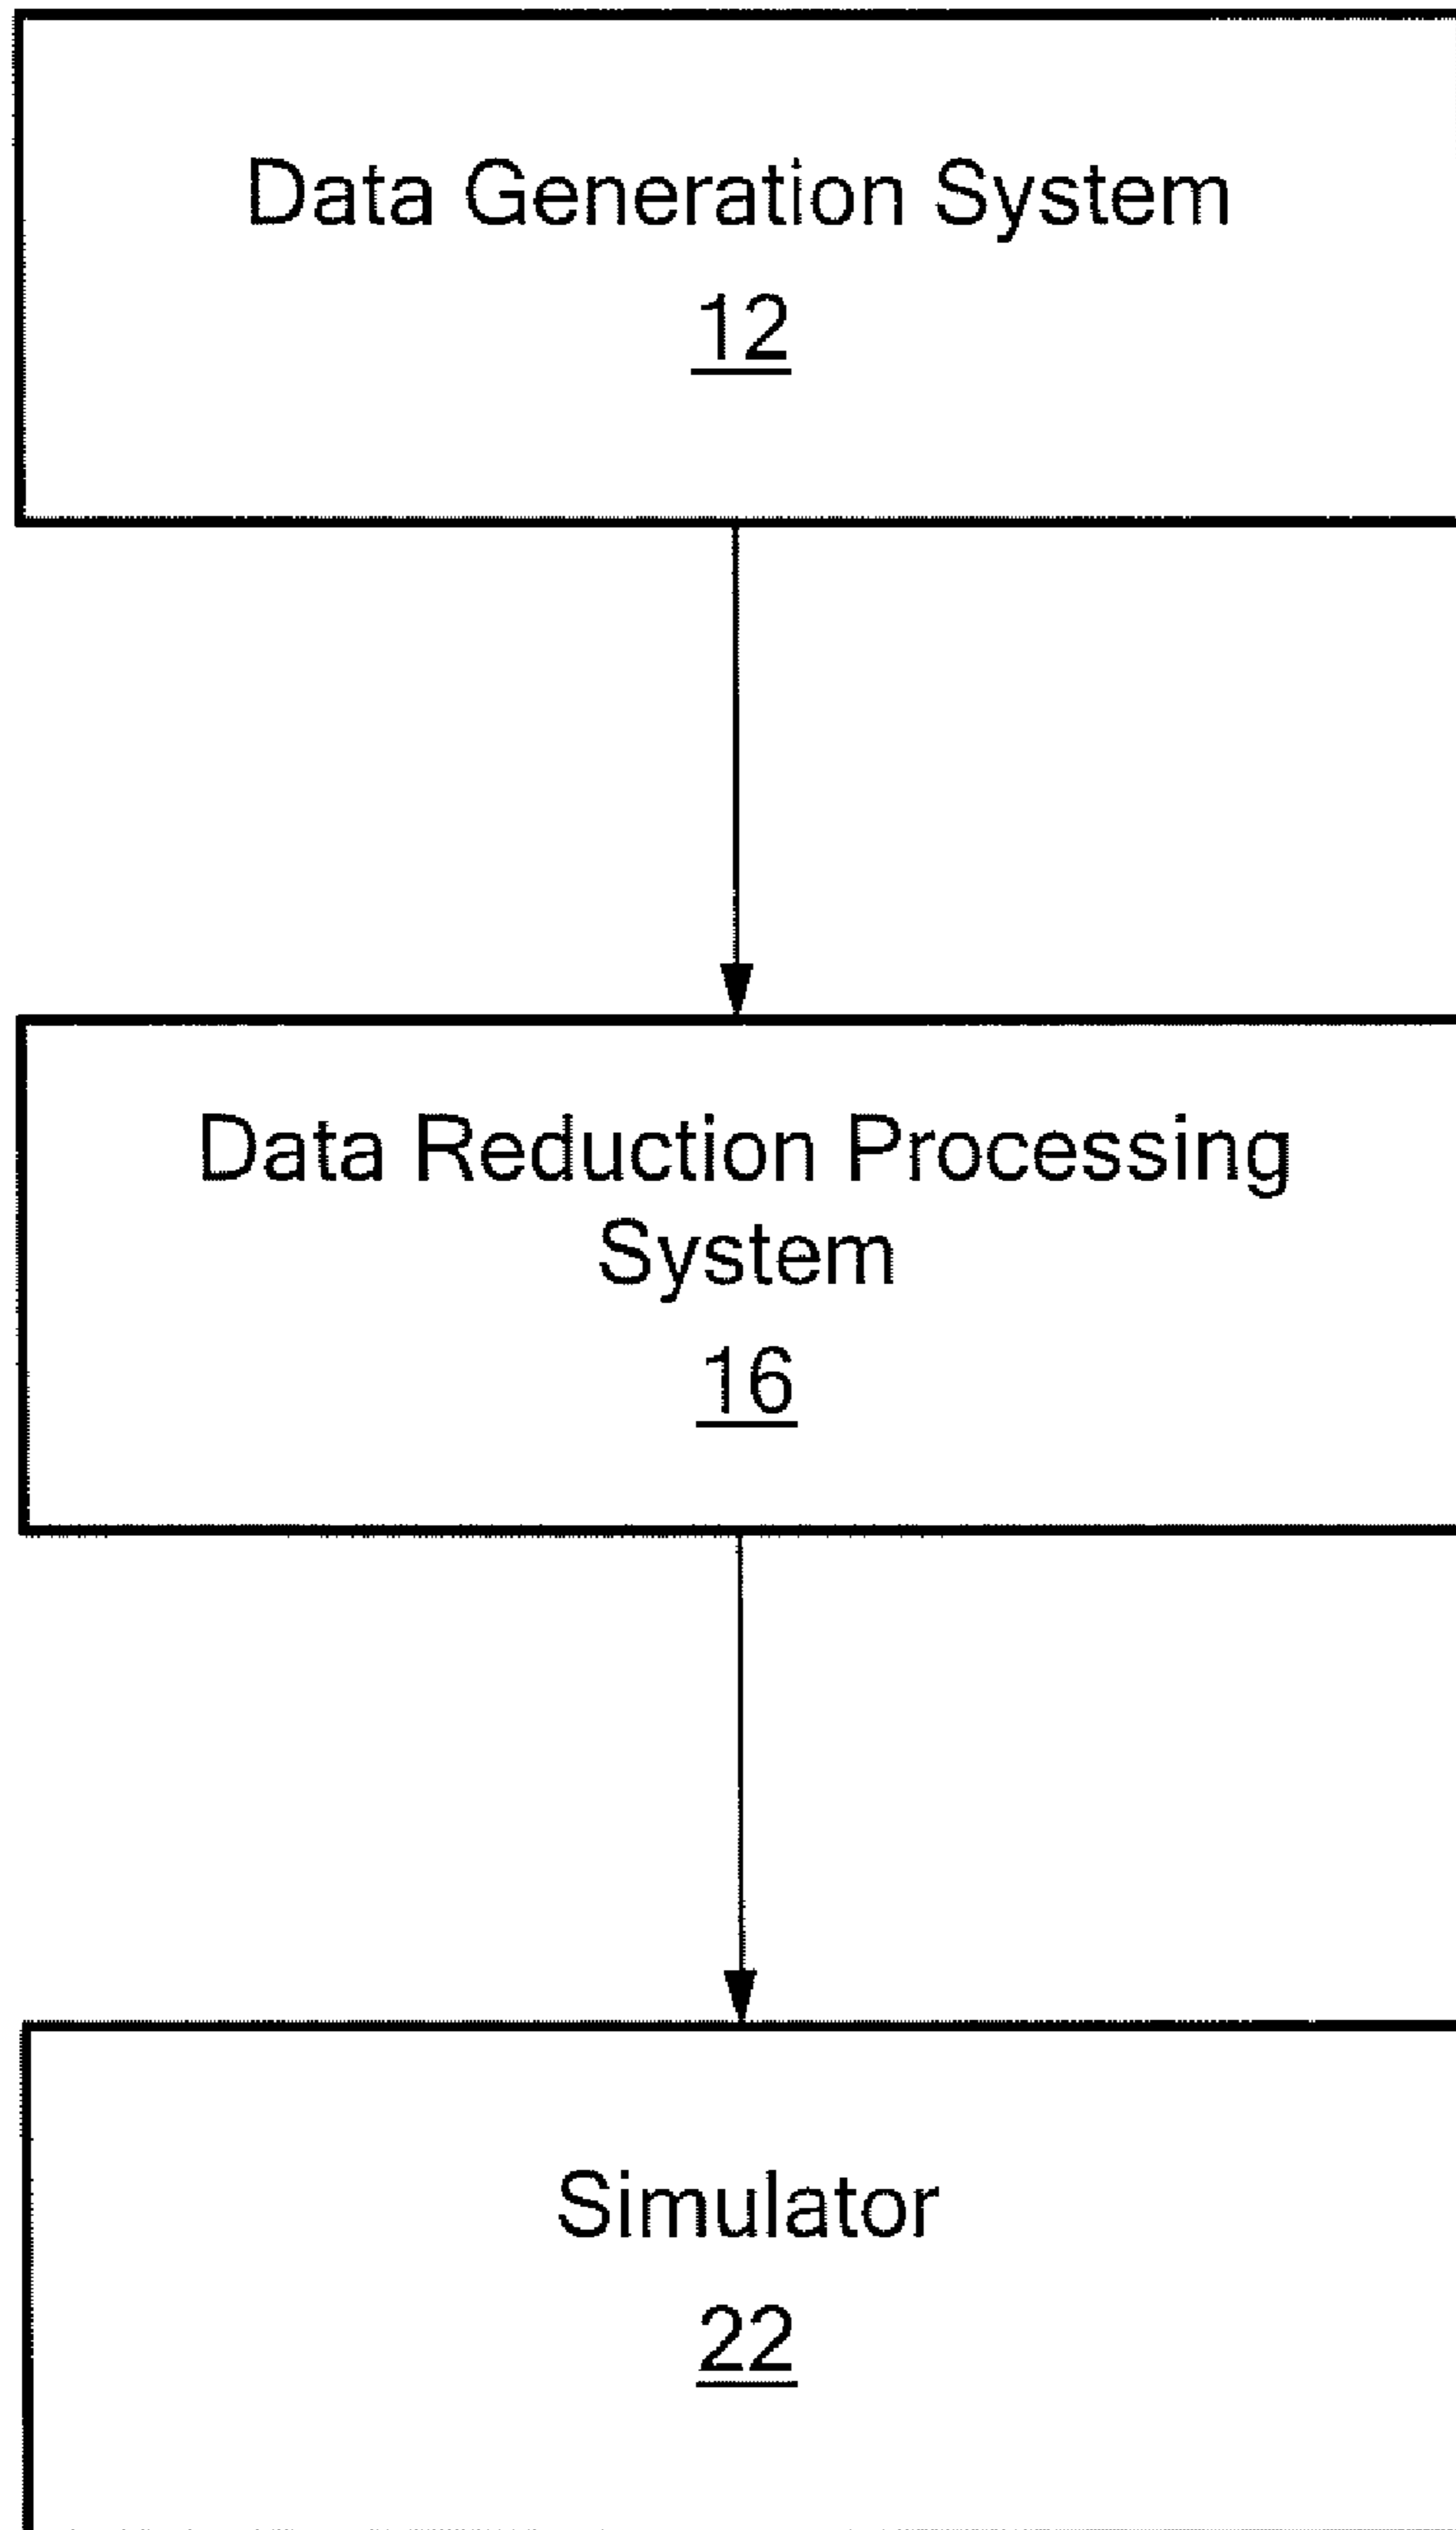 Data Generation System
12
Data Reduction Processing
System
16
Simulator
22